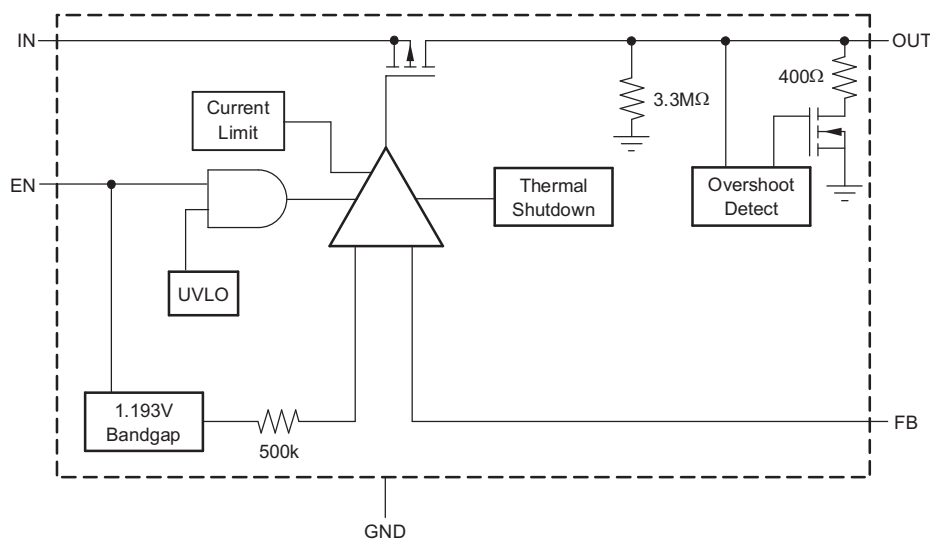 IN
OUT
400Ω
3.3MΩ
Current
Limit
EN
Thermal
Shutdown
Overshoot
Detect
UVLO
1.193V
Bandgap
500k
FB
GND